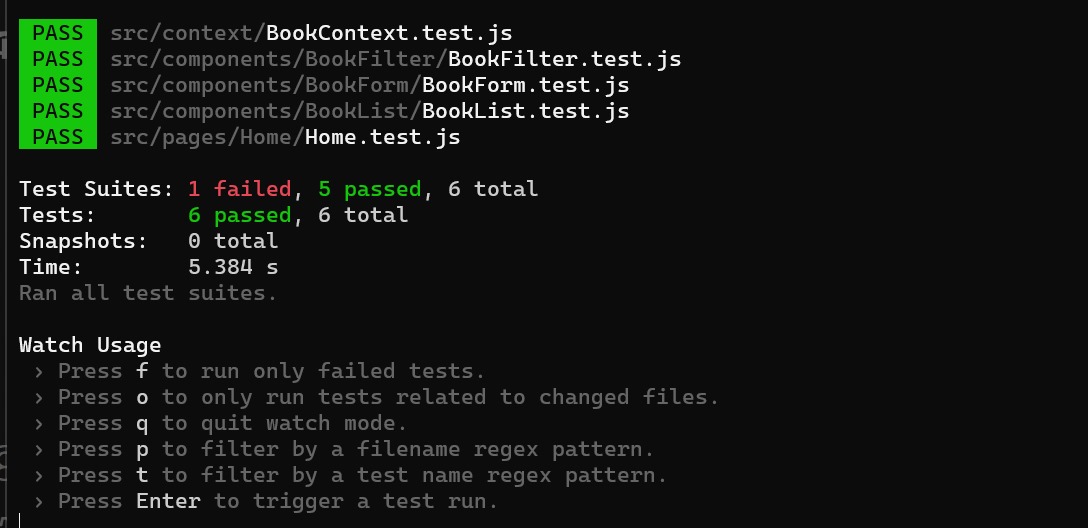 PASS src/context/BookContext.test.js
PASS src/components/BookFilter/BookFilter.test.js
PASS src/components/BookForm/BookForm.test.js
PASS src/components/BookList/BookList.test.js
PASS src/pages/Home/Home.test.js
Test Suites: 1 failed, 5 passed, 6 total
Tests: 6 passed, 6 total
Snapshots: 0 total
Time: 5.384 s
Ran all test suites.
Watch Usage
› Press f to run only failed tests.
› Press o to only run tests related to changed files.
› Press q to quit watch mode.
› Press p to filter by a filename regex pattern.
› Press t to filter by a test name regex pattern.
› Press Enter to trigger a test run.